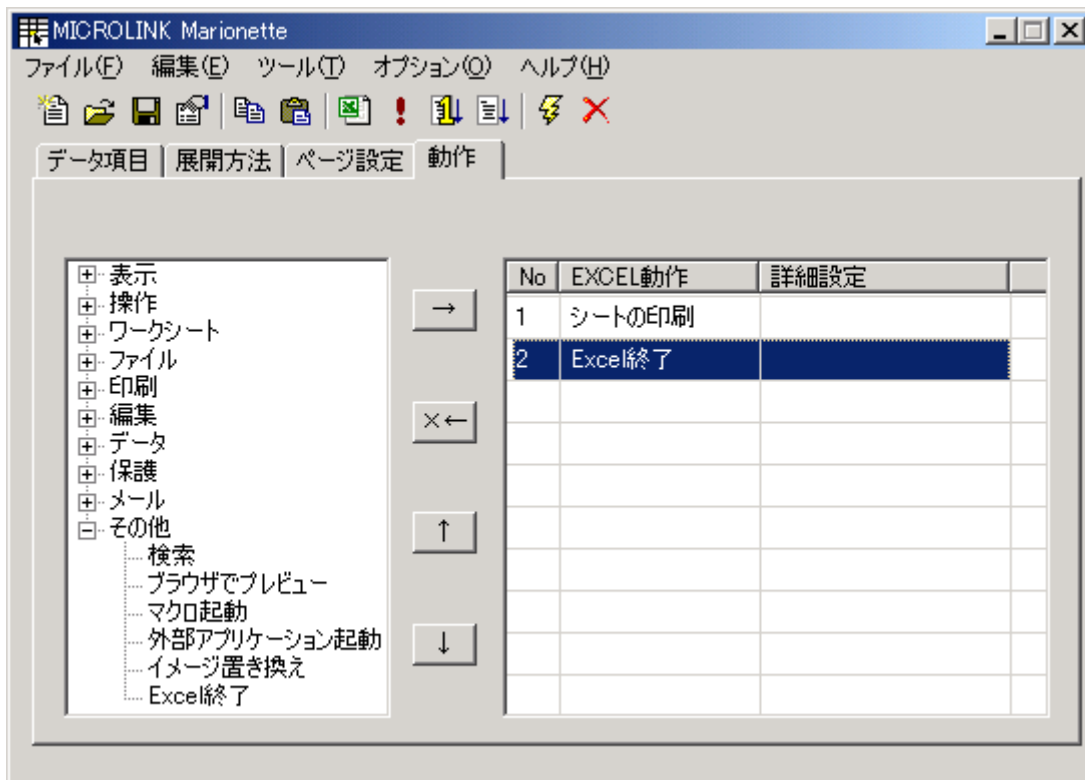 MICROLINK Marionette
ファイル(F) 編集(E) ツール(T) オプション(O) ヘルプ(H)
データ項目 展開方法 ページ設定 動作
表示
操作
ワークシート
ファイル
印刷
編集
データ
保護
メール
その他
検索
ブラウザでプレビュー
マクロ起動
外部アプリケーション起動
イメージ置き換え
Excel終了
→
×←
↑
↓
No EXCEL動作 詳細設定
1 シートの印刷
2 Excel終了